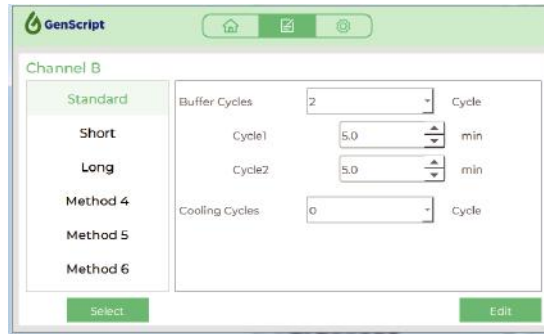 GenScript
Channel B
Standard
Short
Long
Method 4
Method 5
Method 6
Buffer Cycles 2 Cycle
Cycle1 5.0 min
Cycle2 5.0 min
Cooling Cycles 0 Cycle
Select
Edit